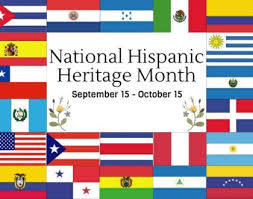 National Hispanic
Heritage Month
September 15 - October 15